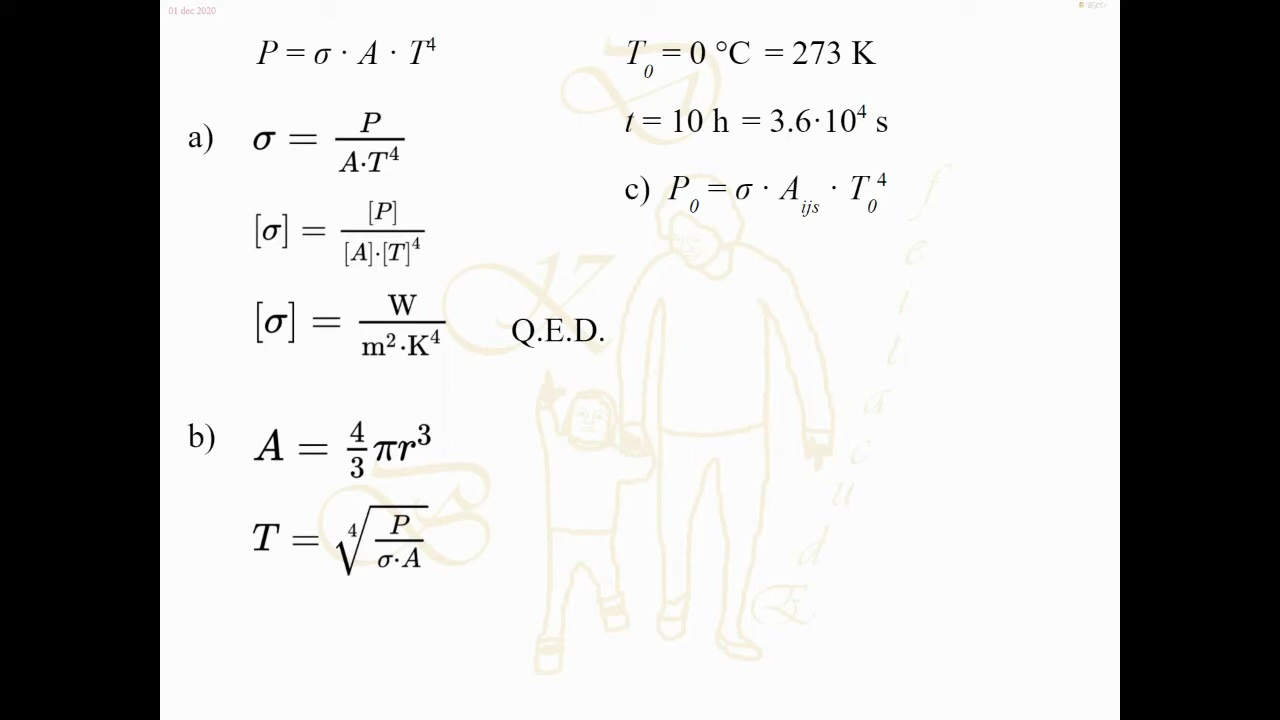 01 dec 2020
P = σ · A · T⁴
a) σ = P / (A·T⁴)
[σ] = [P] / ([A]·[T]⁴)
[σ] = W / (m²·K⁴)
Q.E.D.
b) A = 4/3 πr³
T = ⁴√(P / (σ·A))
T₀ = 0 °C = 273 K
t = 10 h = 3.6·10⁴ s
c) P₀ = σ · A_ijs · T₀⁴